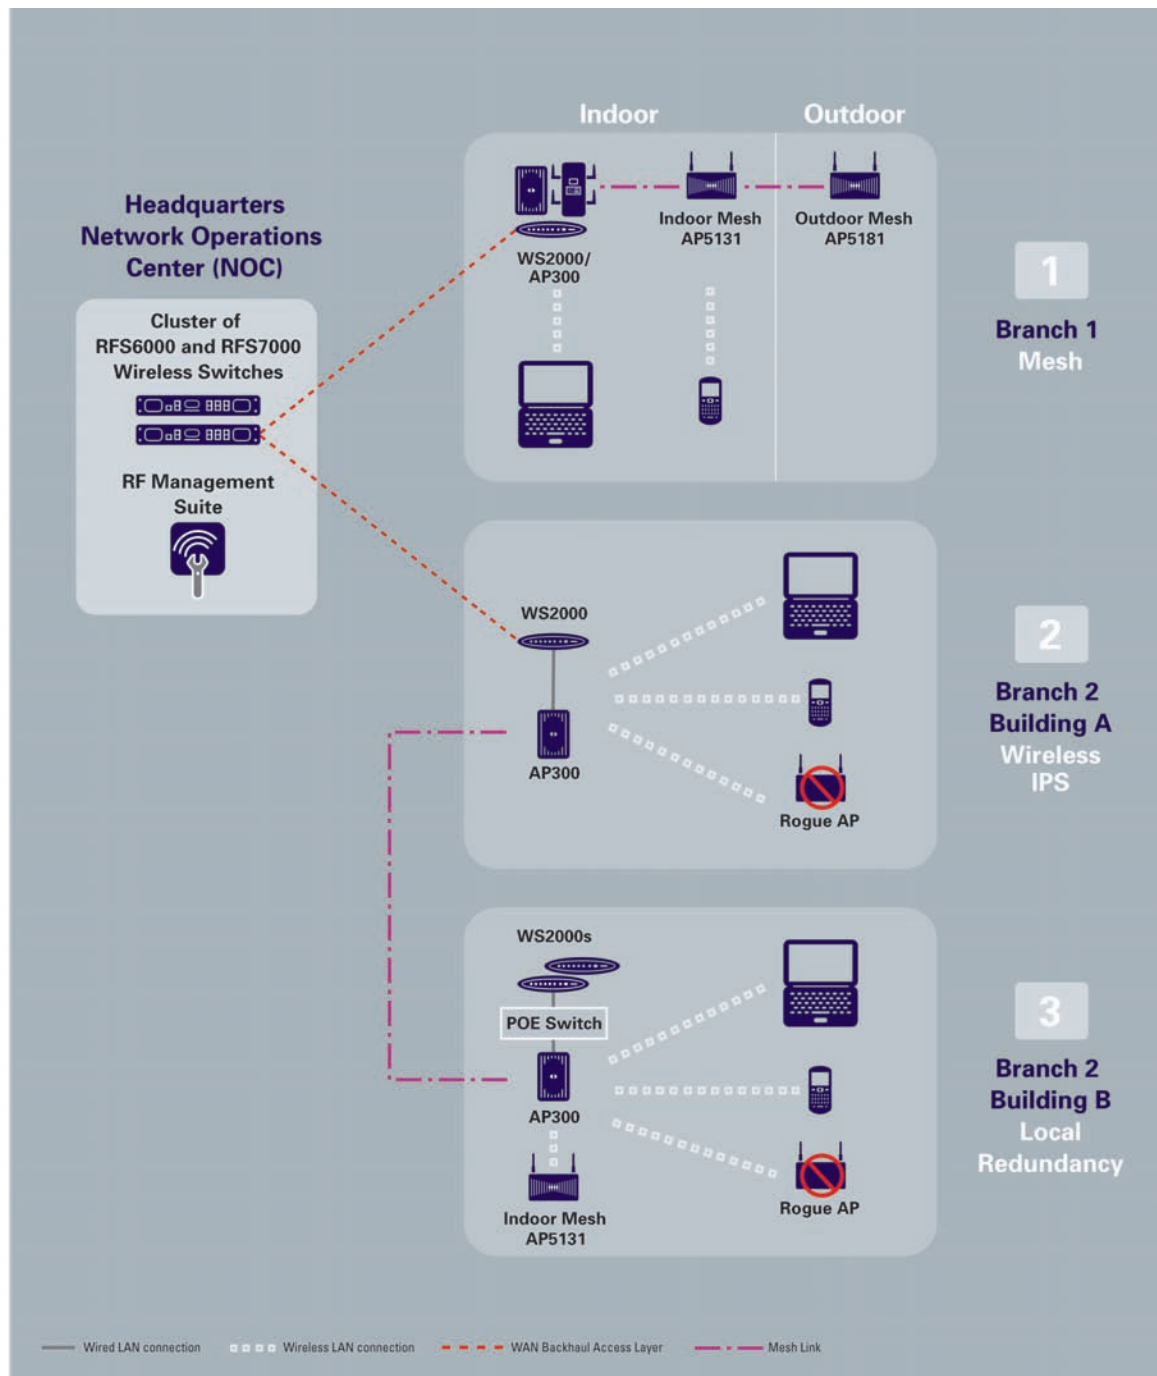 Indoor
Outdoor
Headquarters
Network Operations
Center (NOC)
Cluster of
RFS6000 and RFS7000
Wireless Switches
RF Management
Suite
WS2000/
AP300
Indoor Mesh
AP5131
Outdoor Mesh
AP5181
1
Branch 1
Mesh
WS2000
AP300
Rogue AP
2
Branch 2
Building A
Wireless
IPS
WS2000s
POE Switch
AP300
Indoor Mesh
AP5131
Rogue AP
3
Branch 2
Building B
Local
Redundancy
Wired LAN connection
Wireless LAN connection
WAN Backhaul Access Layer
Mesh Link